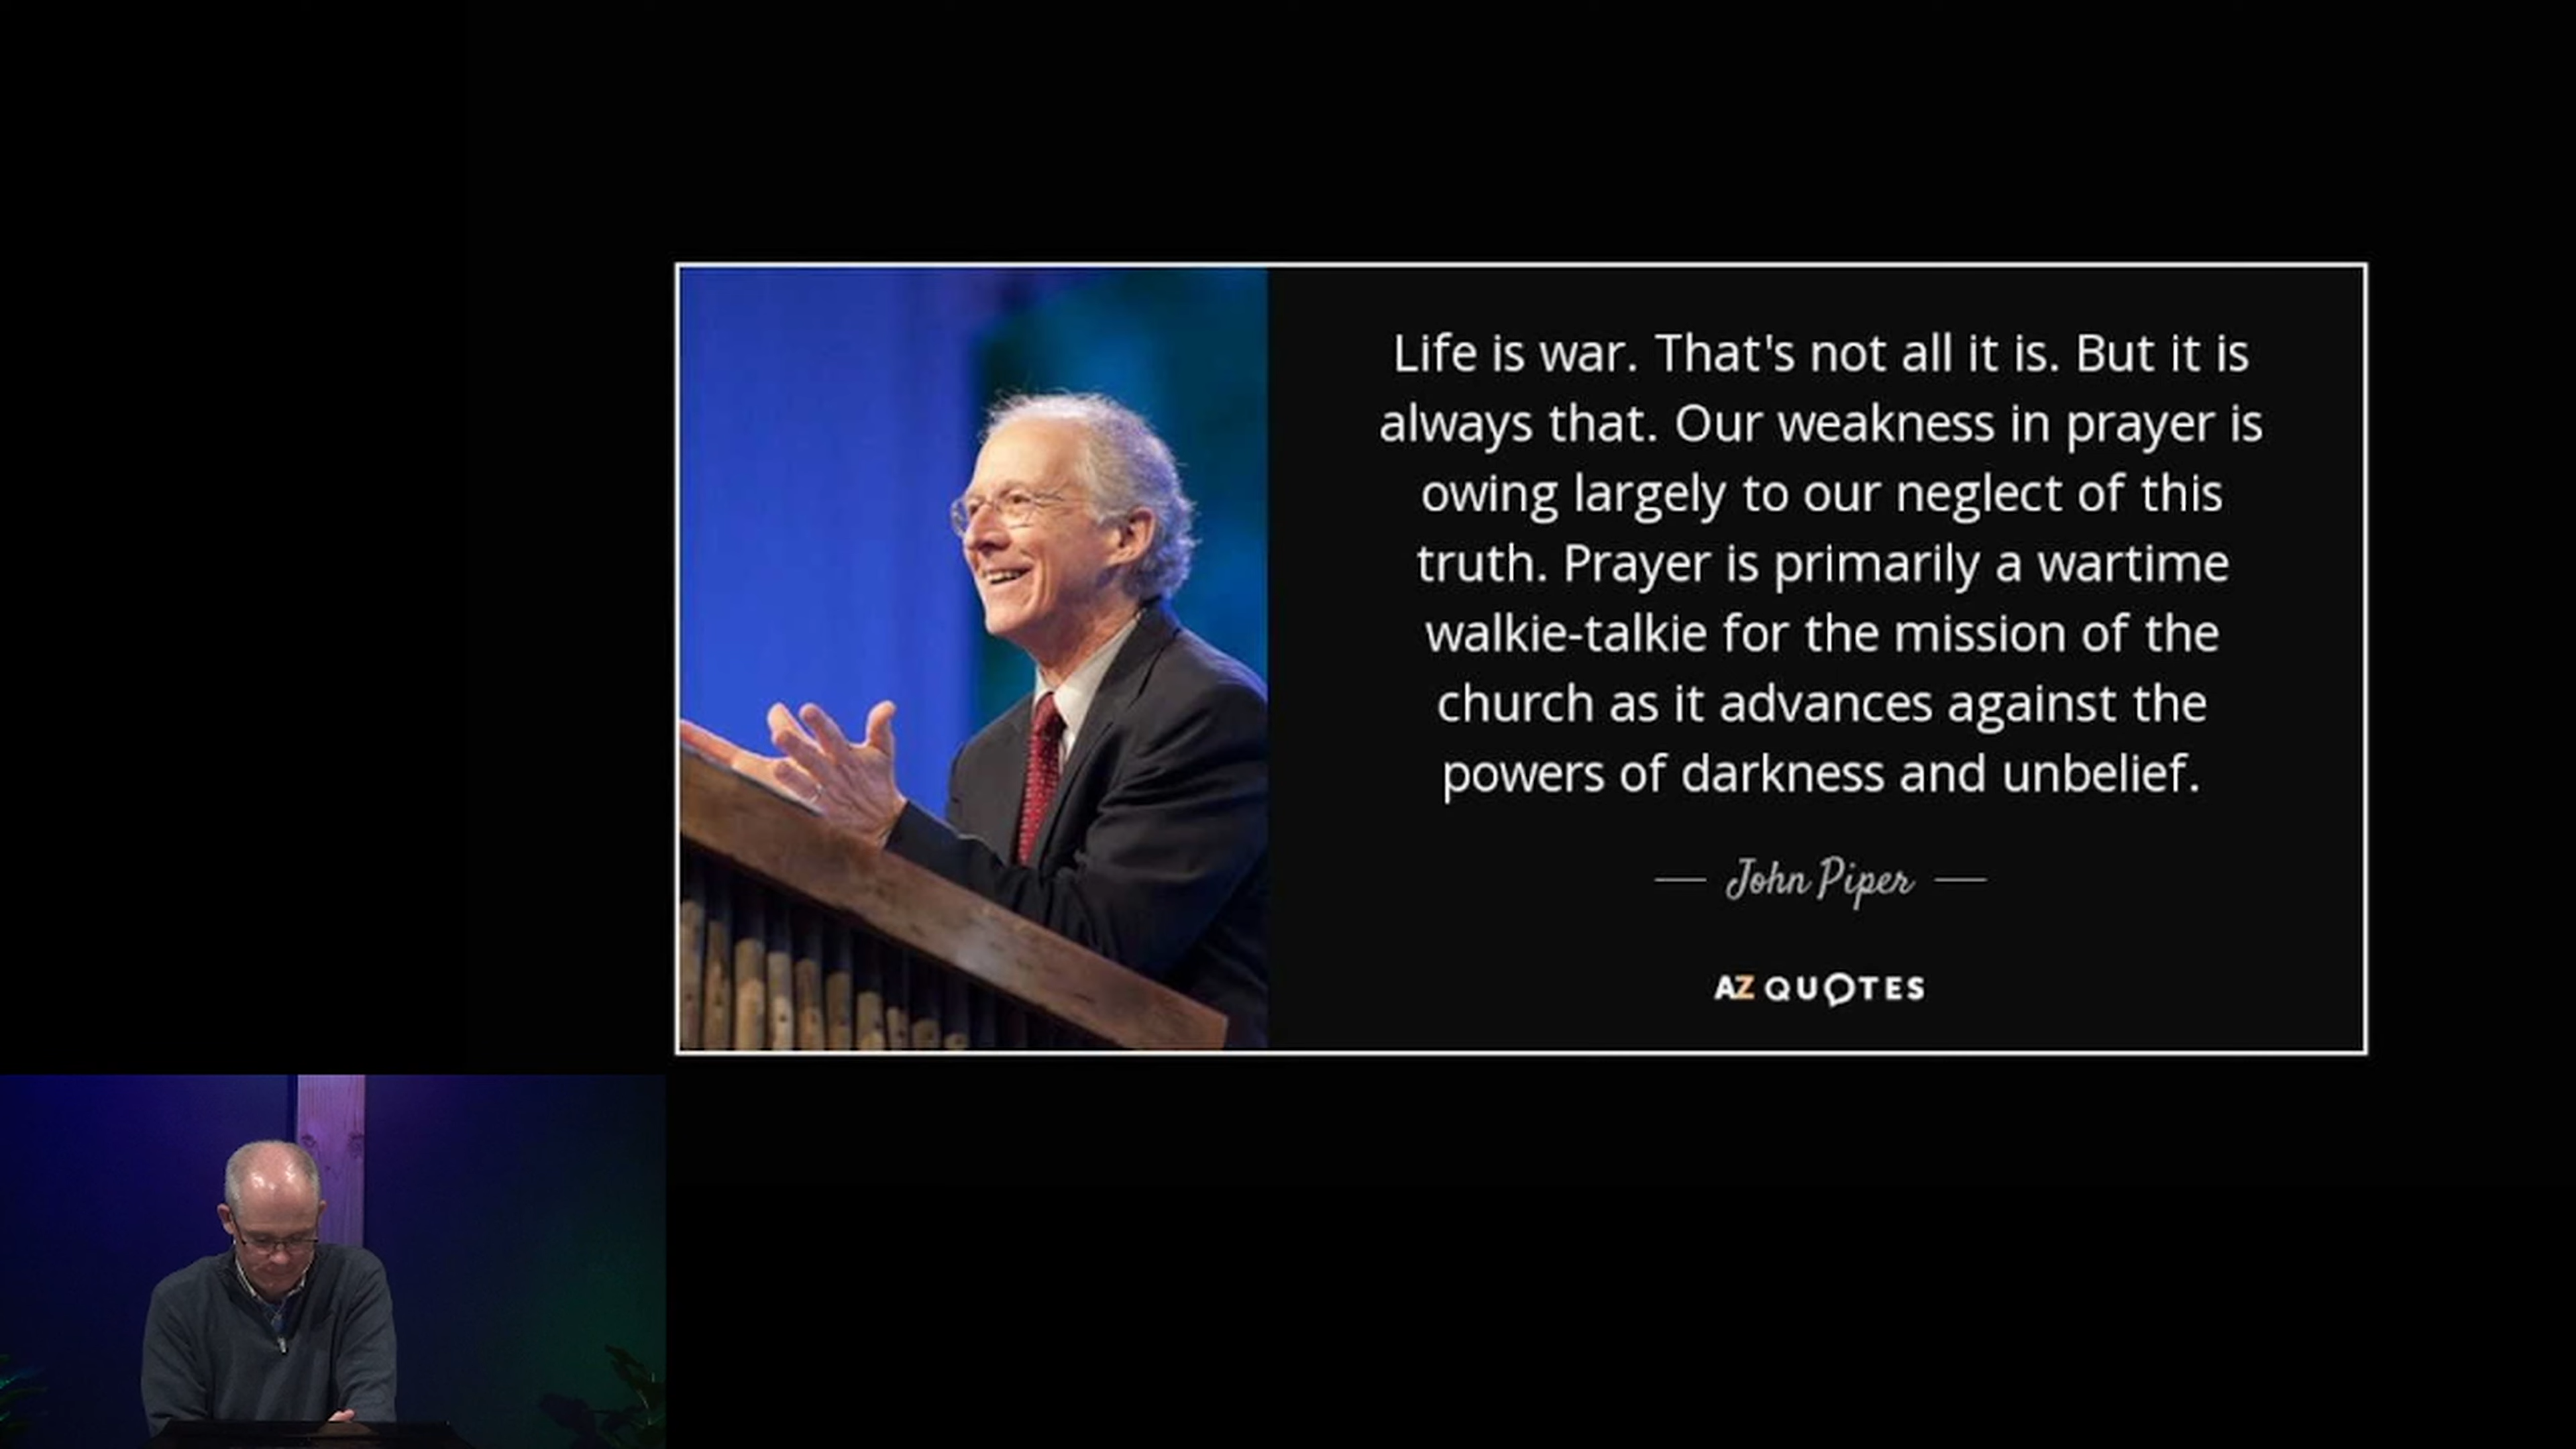 Life is war. That's not all it is. But it is
always that. Our weakness in prayer is
owing largely to our neglect of this
truth. Prayer is primarily a wartime
walkie-talkie for the mission of the
church as it advances against the
powers of darkness and unbelief.
John Piper
AZ QUOTES